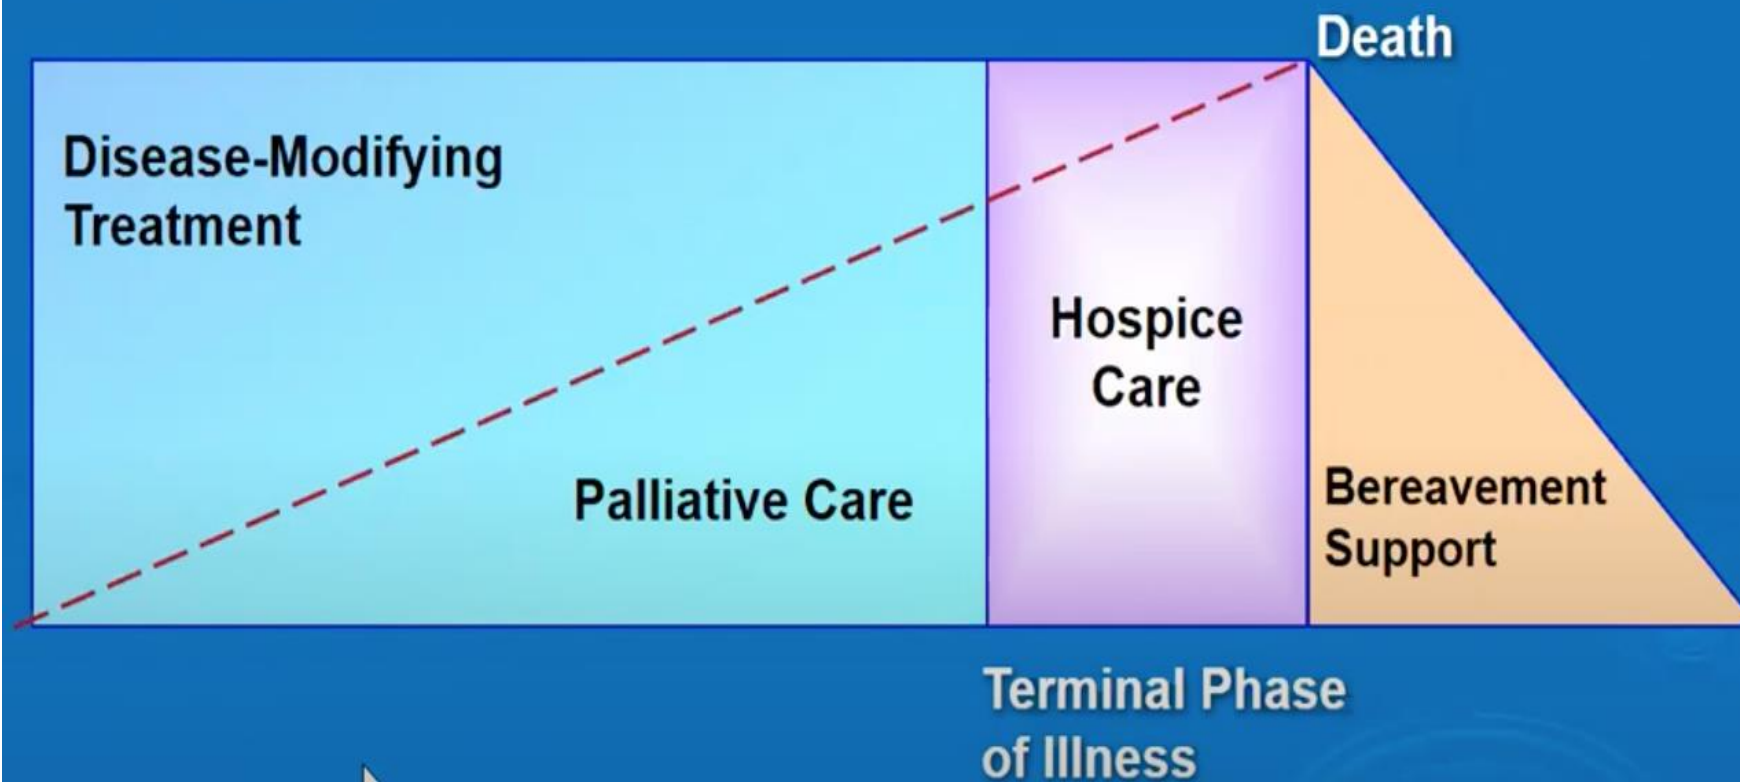 Death
Disease-Modifying
Treatment
Hospice
Care
Palliative Care
Bereavement
Support
Terminal Phase
of Illness